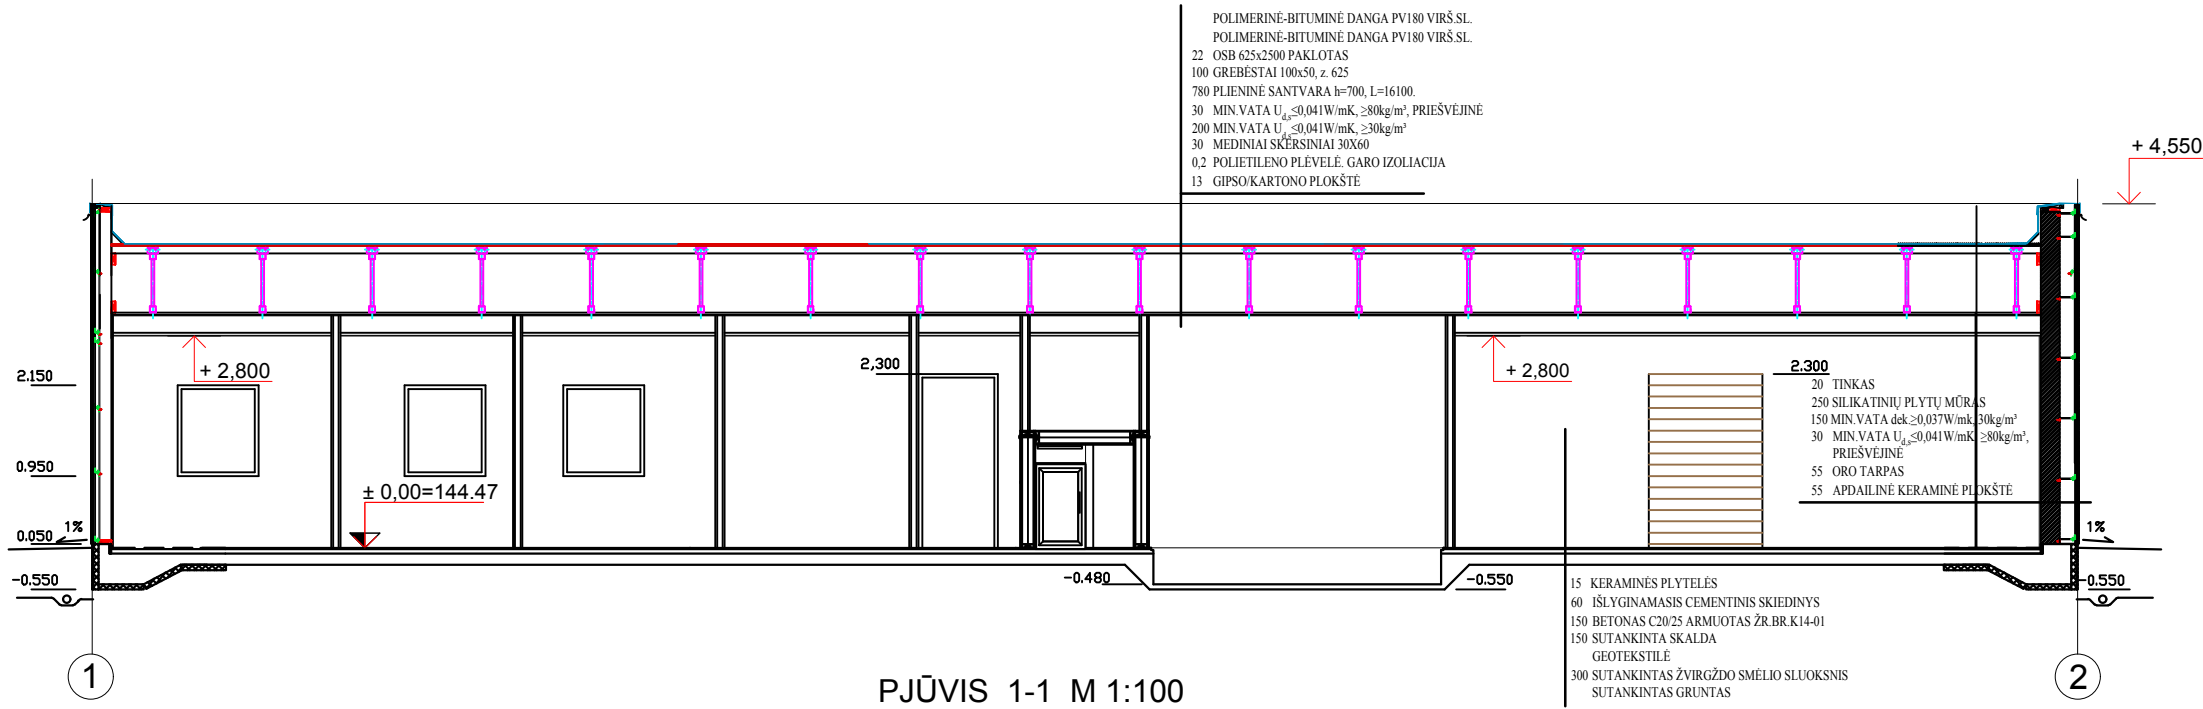 POLIMERINĖ-BITUMINĖ DANGA PV180 VIRŠ.SL.
POLIMERINĖ-BITUMINĖ DANGA PV180 VIRŠ.SL.
22 OSB 625x2500 PAKLOTAS
100 GREBĖSTAI 100x50, z. 625
780 PLIENINĖ SANTVARA h=700, L=16100.
30 MIN.VATA Ud,s≤0,041W/mK, ≥80kg/m³, PRIEŠVĖJINĖ
200 MIN.VATA Ud,s≤0,041W/mK, ≥30kg/m³
30 MEDINIAI SKERSINIAI 30X60
0,2 POLIETILENO PLĖVELĖ. GARO IZOLIACIJA
13 GIPSO/KARTONO PLOKŠTĖ
+ 4,550
+ 2,800
2,300
+ 2,800
2.300
2.150
0.950
± 0,00=144.47
1%
0.050
-0.550
20 TINKAS
250 SILIKATINIŲ PLYTŲ MŪRAS
150 MIN.VATA dek.≥0,037W/mk, 30kg/m³
30 MIN.VATA Ud,s≤0,041W/mK, ≥80kg/m³,
PRIEŠVĖJINĖ
55 ORO TARPAS
55 APDAILINĖ KERAMINĖ PLOKŠTĖ
1%
-0.480
-0.550
-0.550
15 KERAMINĖS PLYTELĖS
60 IŠLYGINAMASIS CEMENTINIS SKIEDINYS
150 BETONAS C20/25 ARMUOTAS ŽR.BR.K14-01
150 SUTANKINTA SKALDA
GEOTEKSTILĖ
300 SUTANKINTAS ŽVIRGŽDO SMĖLIO SLUOKSNIS
SUTANKINTAS GRUNTAS
1
2
PJŪVIS 1-1 M 1:100